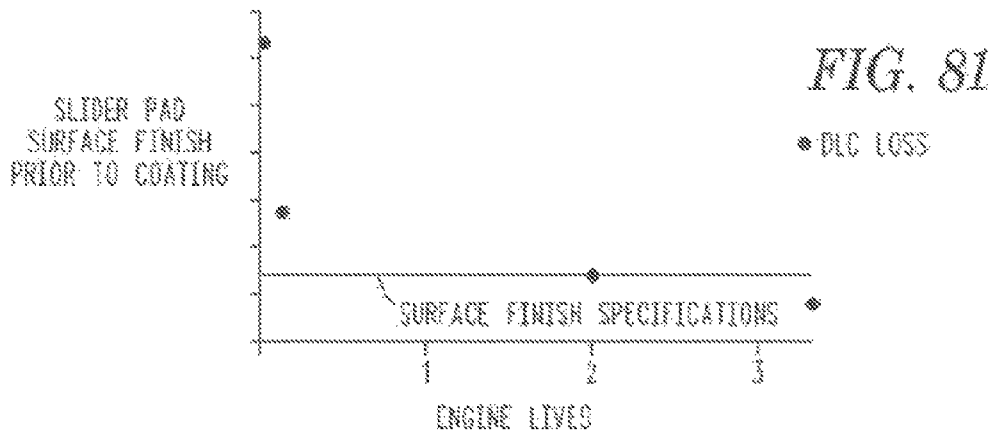 FIG. 81
SLIDER PAD
SURFACE FINISH
PRIOR TO COATING
DLC LOSS
SURFACE FINISH SPECIFICATIONS
1 2 3
ENGINE LIVES